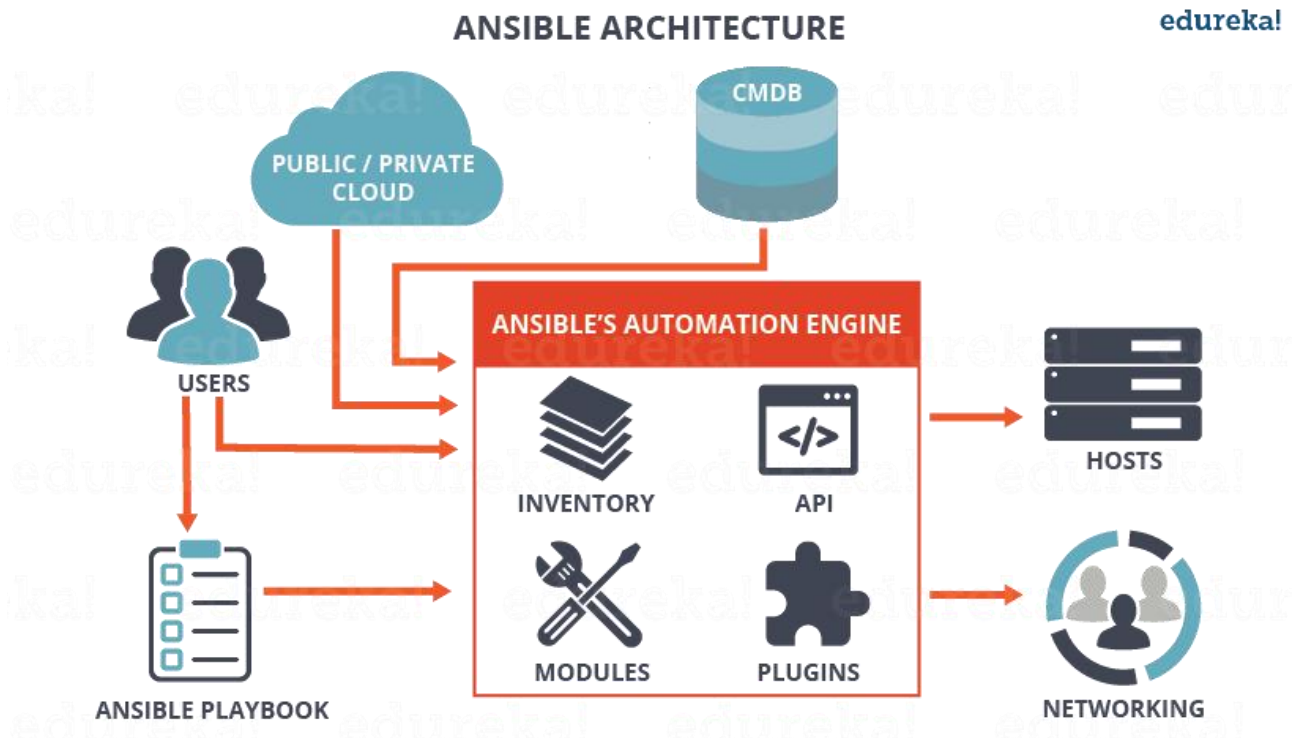 ANSIBLE ARCHITECTURE
edureka!
CMDB
PUBLIC / PRIVATE
CLOUD
USERS
ANSIBLE'S AUTOMATION ENGINE
</>
INVENTORY
API
HOSTS
MODULES
PLUGINS
ANSIBLE PLAYBOOK
NETWORKING